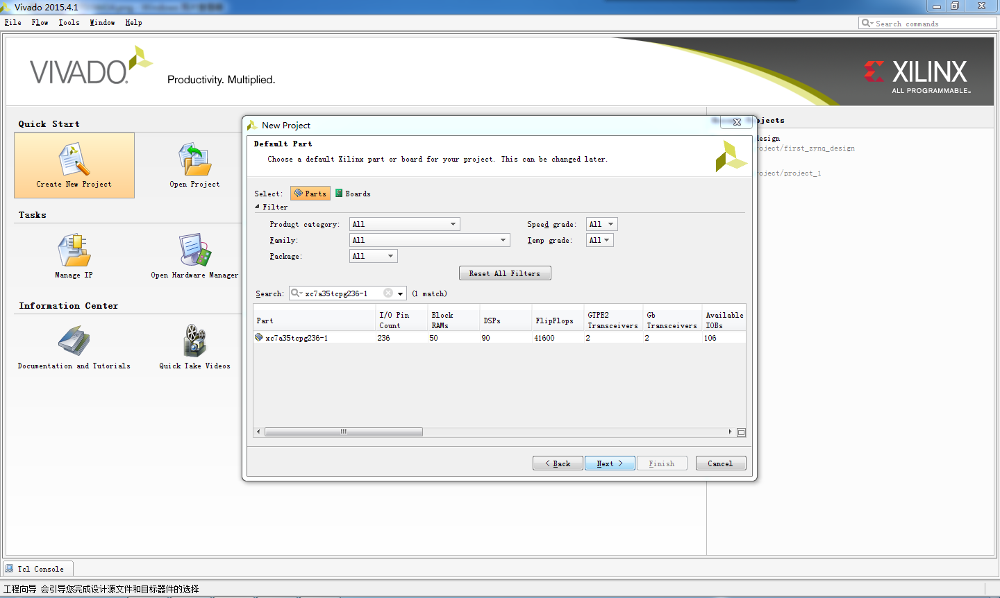 Vivado 2015.4.1
File Flow Tools Window Help
Search commands
VIVADO.
Productivity. Multiplied.
XILINX
ALL PROGRAMMABLE™
Quick Start
Create New Project
Open Project
Tasks
Manage IP
Open Hardware Manager
Information Center
Documentation and Tutorials
Quick Take Videos
ojects
design
roject/first_zynq_design
roject/project_1
New Project
Default Part
Choose a default Xilinx part or board for your project. This can be changed later.
Select: Parts Boards
Filter
Product category: All Speed grade: All
Family: All Temp grade: All
Package: All
Reset All Filters
Search: xc7a35tcpg236-1 (1 match)
Part I/O Pin Count Block RAMs DSPs FlipFlops GTPE2 Transceivers Gb Transceivers Available IOBs
xc7a35tcpg236-1 236 50 90 41600 2 2 106
< Back Next > Finish Cancel
Tcl Console
工程向导 会引导您完成设计源文件和目标器件的选择